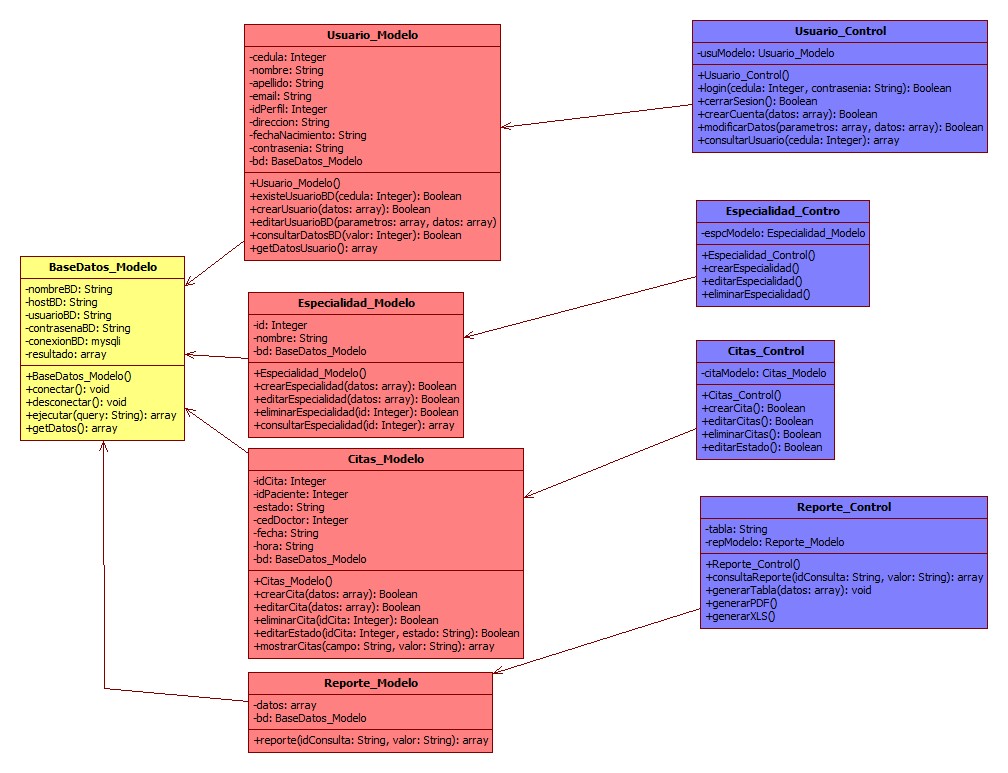 BaseDatos_Modelo
-nombreBD: String
-hostBD: String
-usuarioBD: String
-contrasenaBD: String
-conexionBD: mysqli
-resultado: array
+BaseDatos_Modelo()
+conectar(): void
+desconectar(): void
+ejecutar(query: String): array
+getDatos(): array
Usuario_Modelo
-cedula: Integer
-nombre: String
-apellido: String
-email: String
-idPerfil: Integer
-direccion: String
-fechaNacimiento: String
-contrasenia: String
-bd: BaseDatos_Modelo
+Usuario_Modelo()
+existeUsuarioBD(cedula: Integer): Boolean
+crearUsuario(datos: array): Boolean
+editarUsuarioBD(parametros: array, datos: array)
+consultarDatosBD(valor: Integer): Boolean
+getDatosUsuario(): array
Especialidad_Modelo
-id: Integer
-nombre: String
-bd: BaseDatos_Modelo
+Especialidad_Modelo()
+crearEspecialidad(datos: array): Boolean
+editarEspecialidad(datos: array): Boolean
+eliminarEspecialidad(id: Integer): Boolean
+consultarEspecialidad(id: Integer): array
Citas_Modelo
-idCita: Integer
-idPaciente: Integer
-estado: String
-cedDoctor: Integer
-fecha: String
-hora: String
-bd: BaseDatos_Modelo
+Citas_Modelo()
+crearCita(datos: array): Boolean
+editarCita(datos: array): Boolean
+eliminarCita(idCita: Integer): Boolean
+editarEstado(idCita: Integer, estado: String): Boolean
+mostrarCitas(campo: String, valor: String): array
Reporte_Modelo
-datos: array
-bd: BaseDatos_Modelo
+reporte(idConsulta: String, valor: String): array
Usuario_Control
-usuModelo: Usuario_Modelo
+Usuario_Control()
+login(cedula: Integer, contrasenia: String): Boolean
+cerrarSesion(): Boolean
+crearCuenta(datos: array): Boolean
+modificarDatos(parametros: array, datos: array): Boolean
+consultarUsuario(cedula: Integer): array
Especialidad_Contro
-espcModelo: Especialidad_Modelo
+Especialidad_Control()
+crearEspecialidad()
+editarEspecialidad()
+eliminarEspecialidad()
Citas_Control
-citaModelo: Citas_Modelo
+Citas_Control()
+crearCita(): Boolean
+editarCitas(): Boolean
+eliminarCitas(): Boolean
+editarEstado(): Boolean
Reporte_Control
-tabla: String
-repModelo: Reporte_Modelo
+Reporte_Control()
+consultaReporte(idConsulta: String, valor: String): array
+generarTabla(datos: array): void
+generarPDF()
+generarXLS()